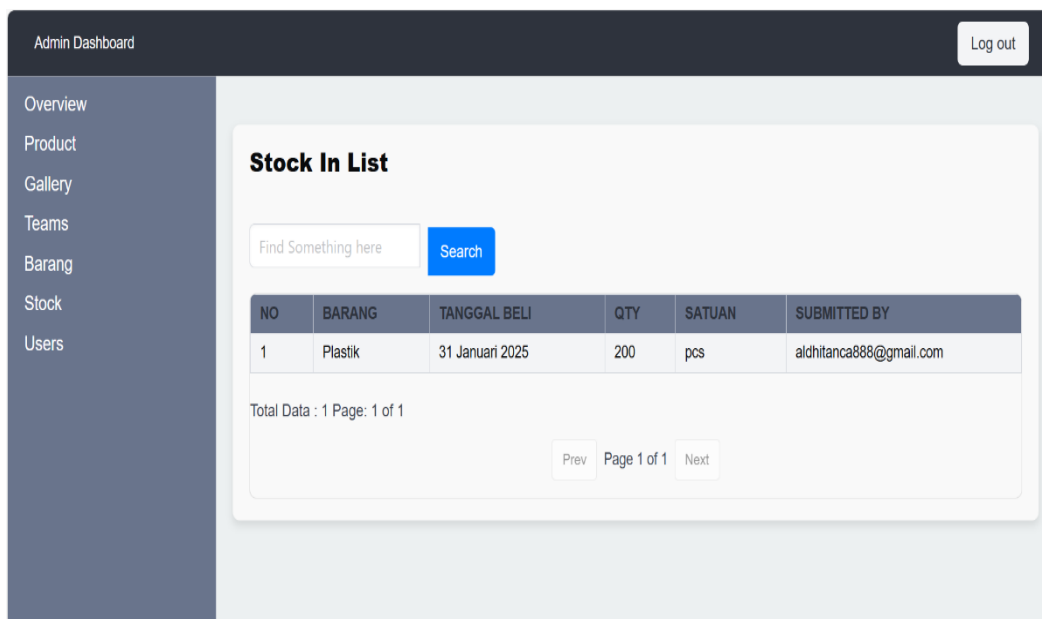 Admin Dashboard
Log out
Overview
Product
Gallery
Teams
Barang
Stock
Users
Stock In List
Find Something here
Search
NO BARANG TANGGAL BELI QTY SATUAN SUBMITTED BY
1 Plastik 31 Januari 2025 200 pcs aldhitanca888@gmail.com
Total Data : 1 Page: 1 of 1
Prev Page 1 of 1 Next